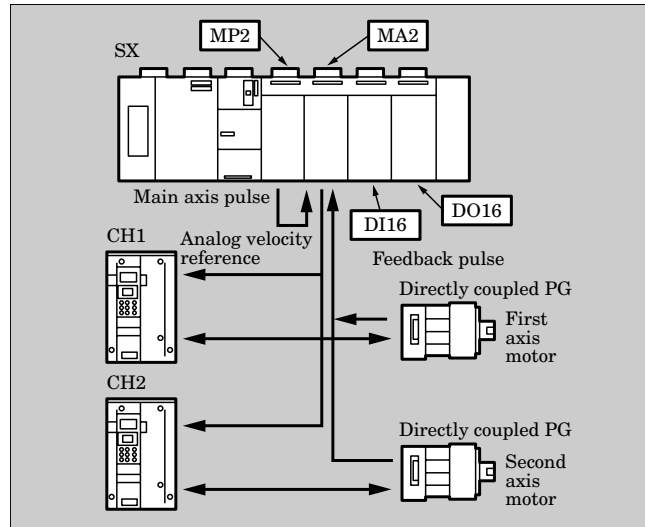 MP2
MA2
SX
Main axis pulse
DI16
DO16
CH1
Analog velocity
reference
Feedback pulse
Directly coupled PG
First
axis
motor
CH2
Directly coupled PG
Second
axis
motor